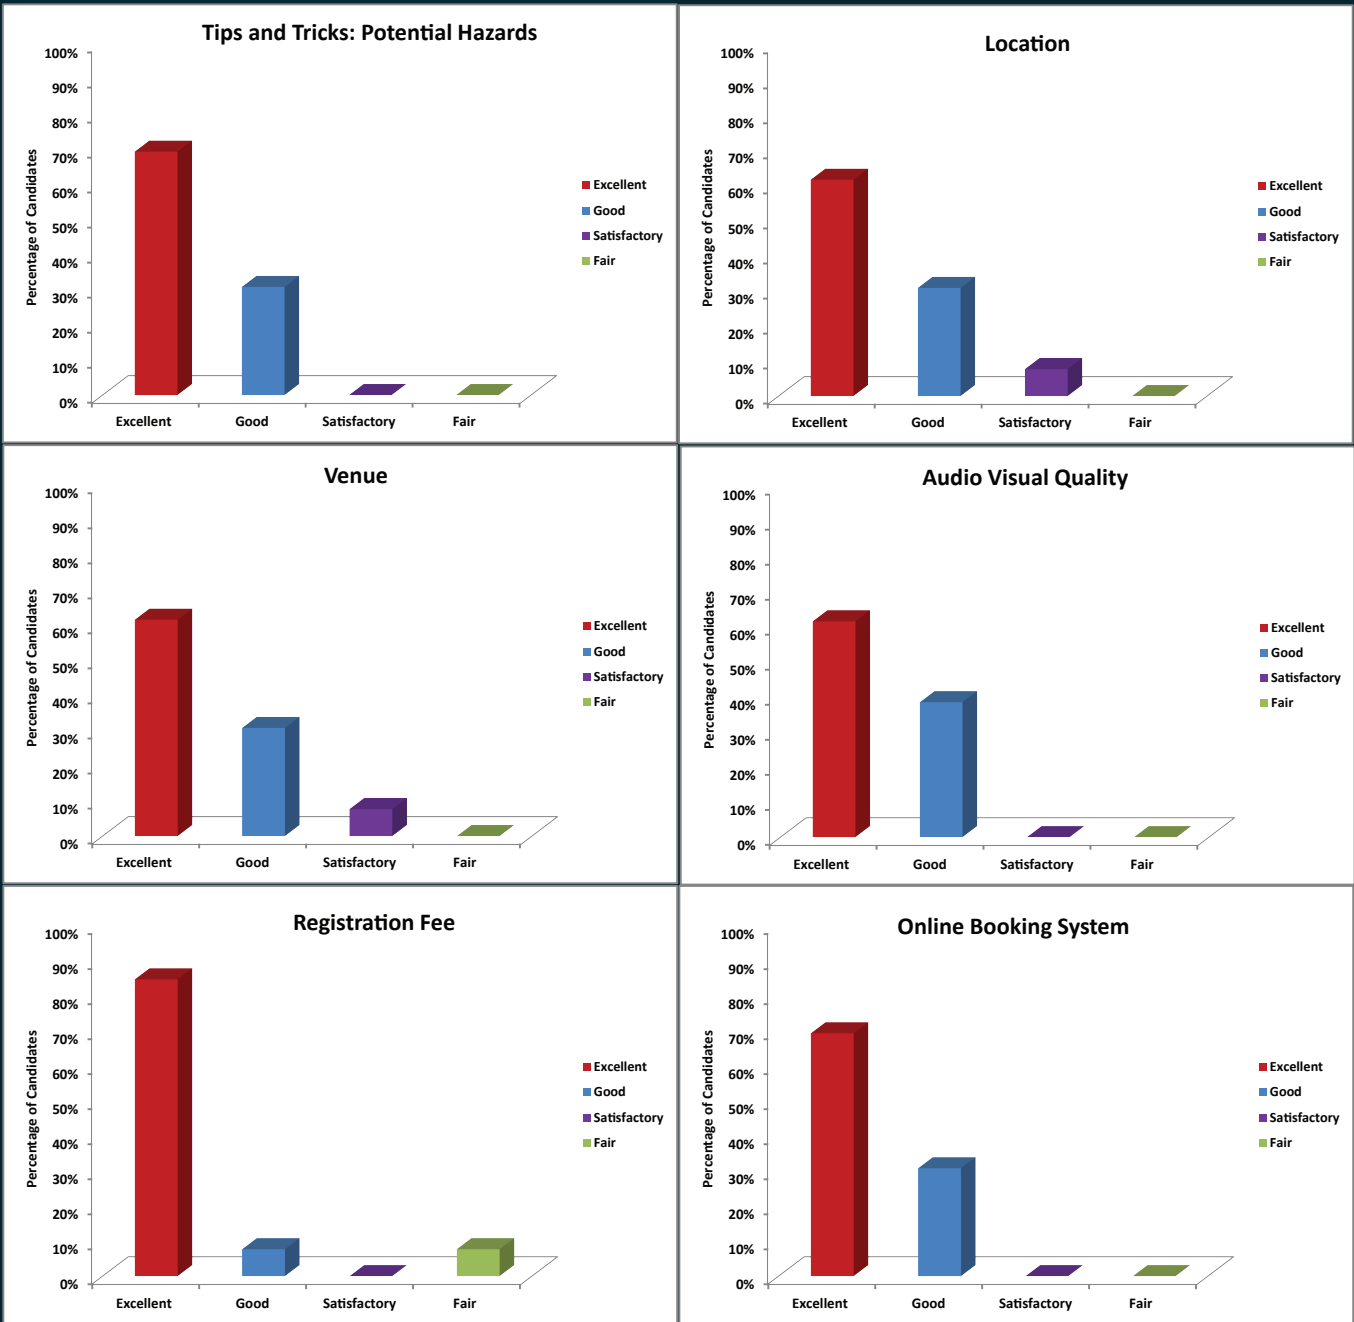 Tips and Tricks: Potential Hazards
100%
90%
80%
70%
60%
50%
40%
30%
20%
10%
0%
Percentage of Candidates
Excellent
Good
Satisfactory
Fair
Excellent
Good
Satisfactory
Fair
Location
100%
90%
80%
70%
60%
50%
40%
30%
20%
10%
0%
Percentage of Candidates
Excellent
Good
Satisfactory
Fair
Excellent
Good
Satisfactory
Fair
Venue
100%
90%
80%
70%
60%
50%
40%
30%
20%
10%
0%
Percentage of Candidates
Excellent
Good
Satisfactory
Fair
Excellent
Good
Satisfactory
Fair
Audio Visual Quality
100%
90%
80%
70%
60%
50%
40%
30%
20%
10%
0%
Percentage of Candidates
Excellent
Good
Satisfactory
Fair
Excellent
Good
Satisfactory
Fair
Registration Fee
100%
90%
80%
70%
60%
50%
40%
30%
20%
10%
0%
Percentage of Candidates
Excellent
Good
Satisfactory
Fair
Excellent
Good
Satisfactory
Fair
Online Booking System
100%
90%
80%
70%
60%
50%
40%
30%
20%
10%
0%
Percentage of Candidates
Excellent
Good
Satisfactory
Fair
Excellent
Good
Satisfactory
Fair